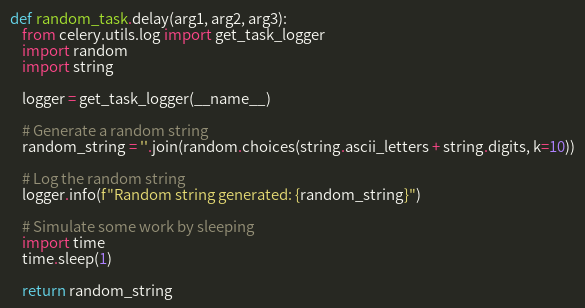 def random_task.delay(arg1, arg2, arg3):
    from celery.utils.log import get_task_logger
    import random
    import string

    logger = get_task_logger(__name__)

    # Generate a random string
    random_string = ''.join(random.choices(string.ascii_letters + string.digits, k=10))

    # Log the random string
    logger.info(f"Random string generated: {random_string}")

    # Simulate some work by sleeping
    import time
    time.sleep(1)

    return random_string